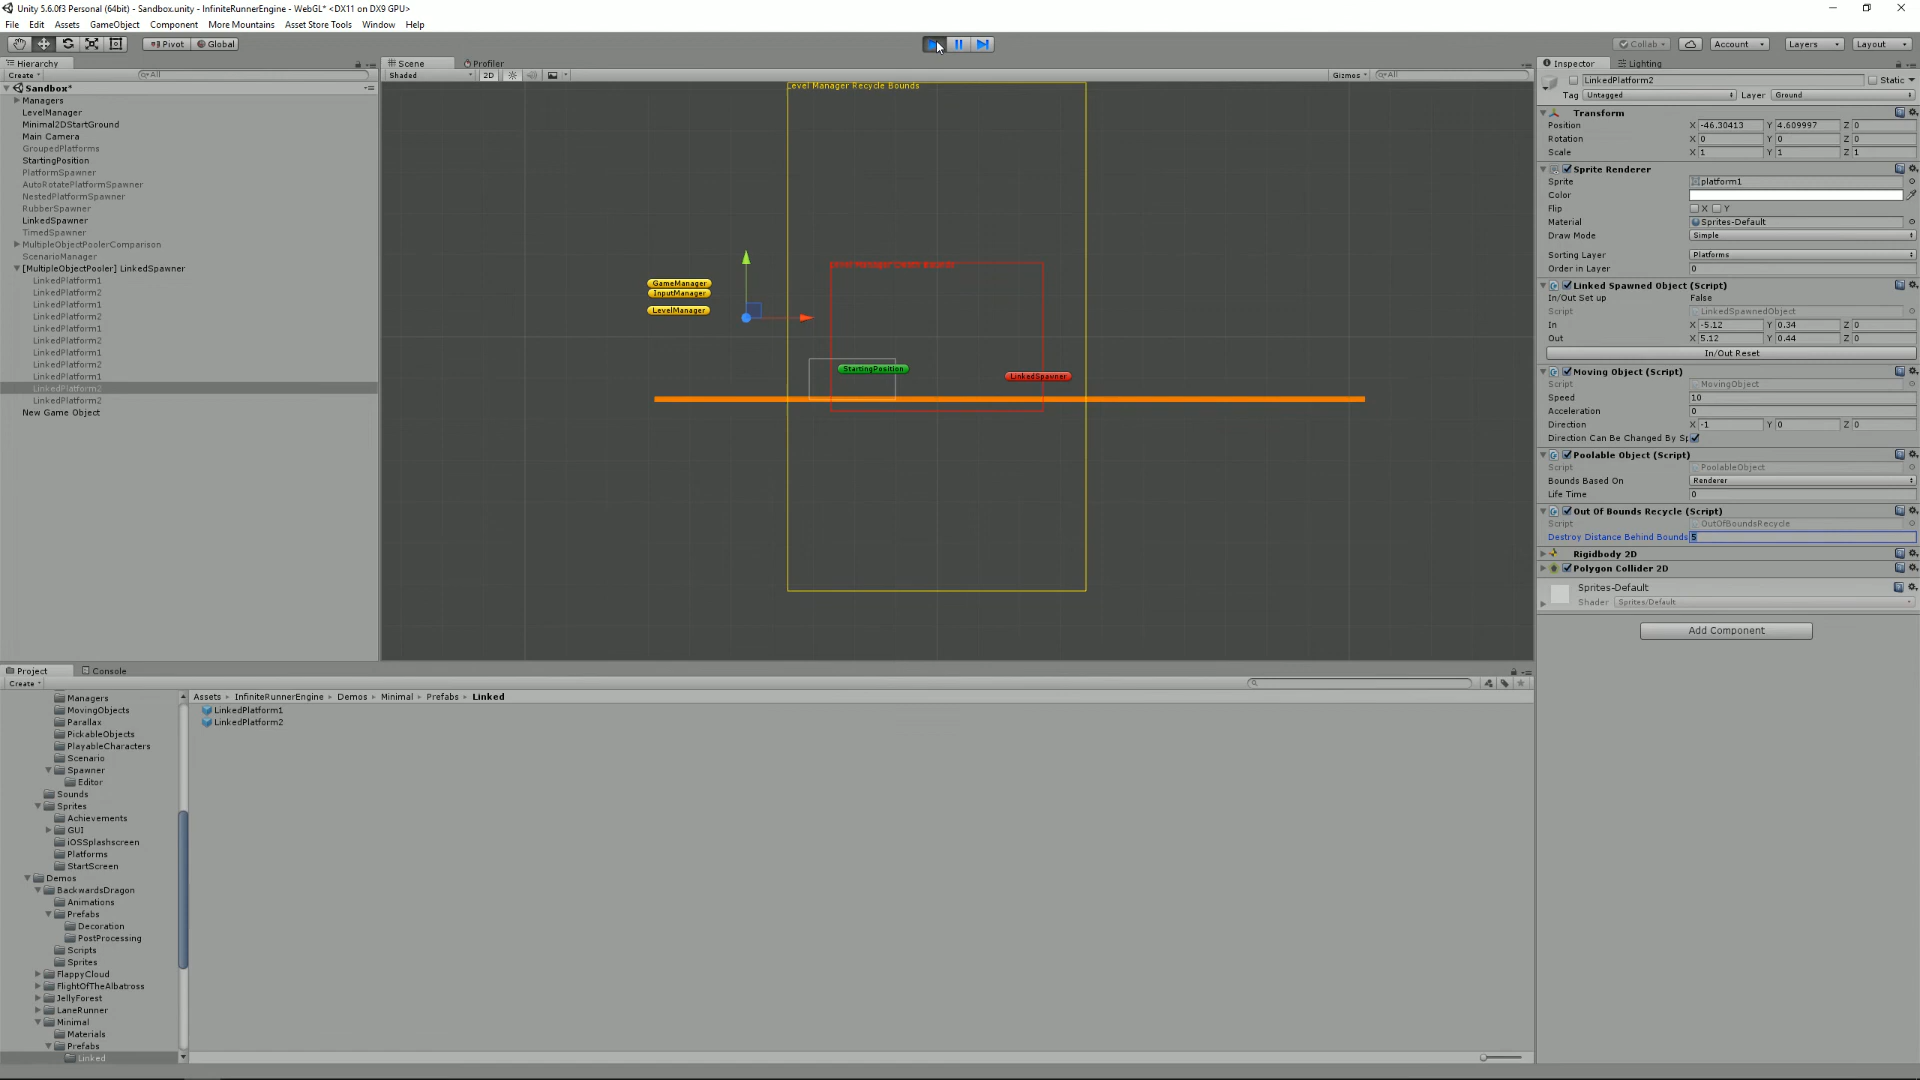 Unity 5.6.0f3 Personal (64bit) - Sandbox.unity - InfiniteRunnerEngine - WebGL* <DX11 on DX9 GPU>
File Edit Assets GameObject Component More Mountains Asset Store Tools Window Help
Pivot Global Collab Account Layers Layout
Hierarchy
Create All
Sandbox*
Managers
LevelManager
Minimal2DStartGround
Main Camera
GroupedPlatforms
StartingPosition
PlatformSpawner
AutoRotatePlatformSpawner
NestedPlatformSpawner
RubberSpawner
LinkedSpawner
TimedSpawner
MultipleObjectPoolerComparison
ScenarioManager
[MultipleObjectPooler] LinkedSpawner
LinkedPlatform1
LinkedPlatform2
LinkedPlatform1
LinkedPlatform2
LinkedPlatform1
LinkedPlatform2
LinkedPlatform1
LinkedPlatform2
LinkedPlatform1
LinkedPlatform2
LinkedPlatform2
New Game Object
Scene Profiler
Shaded 2D Gizmos All
Level Manager Recycle Bounds
GameManager
InputManager
LevelManager
StartingPosition
LinkedSpawner
Inspector Lighting
LinkedPlatform2 Static
Tag Untagged Layer Ground
Transform
Position X -46.30413 Y 4.609997 Z 0
Rotation X 0 Y 0 Z 0
Scale X 1 Y 1 Z 1
Sprite Renderer
Sprite platform1
Color
Flip X Y
Material Sprites-Default
Draw Mode Simple
Sorting Layer Platforms
Order in Layer 0
Linked Spawned Object (Script)
In/Out Set up False
Script LinkedSpawnedObject
In X -5.12 Y 0.34 Z 0
Out X 5.12 Y 0.44 Z 0
In/Out Reset
Moving Object (Script)
Script MovingObject
Speed 10
Acceleration 0
Direction X -1 Y 0 Z 0
Direction Can Be Changed By Sp
Poolable Object (Script)
Script PoolableObject
Bounds Based On Renderer
Life Time 0
Out Of Bounds Recycle (Script)
Script OutOfBoundsRecycle
Destroy Distance Behind Bounds 5
Rigidbody 2D
Polygon Collider 2D
Sprites-Default
Shader Sprites/Default
Add Component
Project Console
Create
Managers
MovingObjects
Parallax
PickableObjects
PlayableCharacters
Scenario
Spawner
Editor
Sounds
Sprites
Achievements
GUI
iOSSplashscreen
Platforms
StartScreen
Demos
BackwardsDragon
Animations
Prefabs
Decoration
PostProcessing
Scripts
Sprites
FlappyCloud
FlightOfTheAlbatross
JellyForest
LaneRunner
Minimal
Materials
Prefabs
Linked
Assets InfiniteRunnerEngine Demos Minimal Prefabs Linked
LinkedPlatform1
LinkedPlatform2